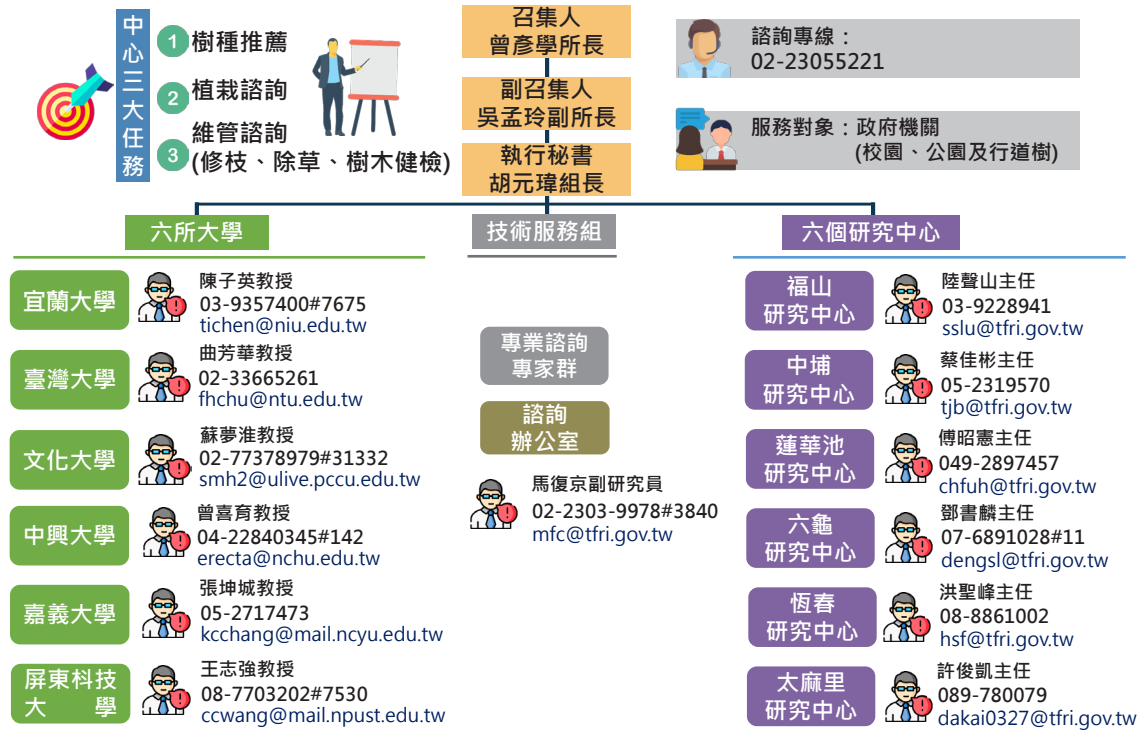 中心三大任務
1 樹種推薦
2 植栽諮詢
3 維管諮詢
(修枝、除草、樹木健檢)
召集人
曾彥學所長
副召集人
吳孟玲副所長
執行秘書
胡元瑋組長
諮詢專線：
02-23055221
服務對象：政府機關
(校園、公園及行道樹)
六所大學
宜蘭大學
陳子英教授
03-9357400#7675
tichen@niu.edu.tw
臺灣大學
曲芳華教授
02-33665261
fhchu@ntu.edu.tw
文化大學
蘇夢淮教授
02-77378979#31332
smh2@ulive.pccu.edu.tw
中興大學
曾喜育教授
04-22840345#142
erecta@nchu.edu.tw
嘉義大學
張坤城教授
05-2717473
kcchang@mail.ncyu.edu.tw
屏東科技
大學
王志強教授
08-7703202#7530
ccwang@mail.npust.edu.tw
技術服務組
專業諮詢
專家群
諮詢
辦公室
馬復京副研究員
02-2303-9978#3840
mfc@tfri.gov.tw
六個研究中心
福山
研究中心
陸聲山主任
03-9228941
sslu@tfri.gov.tw
中埔
研究中心
蔡佳彬主任
05-2319570
tjb@tfri.gov.tw
蓮華池
研究中心
傅昭憲主任
049-2897457
chfuh@tfri.gov.tw
六龜
研究中心
鄧書麟主任
07-6891028#11
dengsl@tfri.gov.tw
恆春
研究中心
洪聖峰主任
08-8861002
hsf@tfri.gov.tw
太麻里
研究中心
許俊凱主任
089-780079
dakai0327@tfri.gov.tw